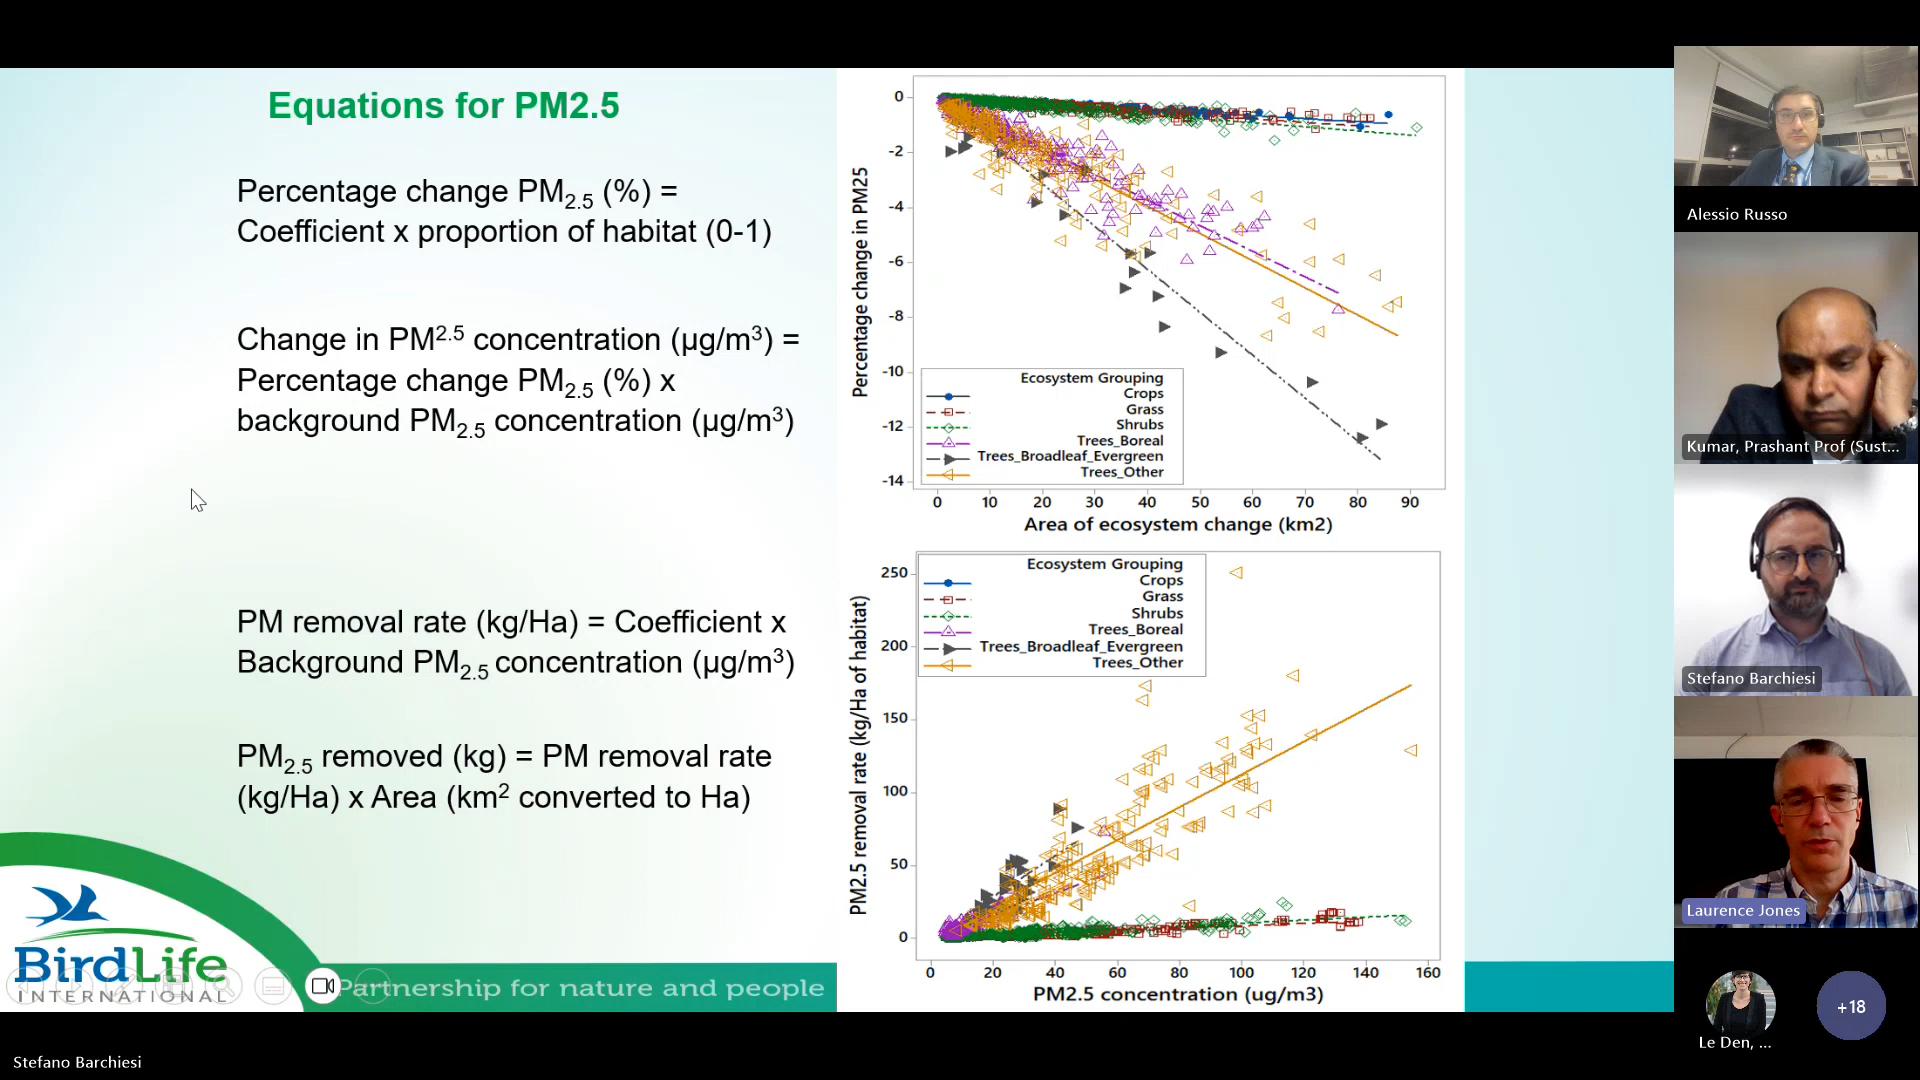 Equations for PM2.5
Percentage change PM2.5 (%) =
Coefficient x proportion of habitat (0-1)
Change in PM2.5 concentration (µg/m3) =
Percentage change PM2.5 (%) x
background PM2.5 concentration (µg/m3)
PM removal rate (kg/Ha) = Coefficient x
Background PM2.5 concentration (µg/m3)
PM2.5 removed (kg) = PM removal rate
(kg/Ha) x Area (km2 converted to Ha)
BirdLife
INTERNATIONAL
Partnership for nature and people
Percentage change in PM25
0
-2
-4
-6
-8
-10
-12
-14
Ecosystem Grouping
Crops
Grass
Shrubs
Trees_Boreal
Trees_Broadleaf_Evergreen
Trees_Other
0 10 20 30 40 50 60 70 80 90
Area of ecosystem change (km2)
PM2.5 removal rate (kg/Ha of habitat)
250
200
150
100
50
0
Ecosystem Grouping
Crops
Grass
Shrubs
Trees_Boreal
Trees_Broadleaf_Evergreen
Trees_Other
0 20 40 60 80 100 120 140 160
PM2.5 concentration (ug/m3)
Alessio Russo
Kumar, Prashant Prof (Sust...
Stefano Barchiesi
Laurence Jones
Le Den, ...
+18
Stefano Barchiesi